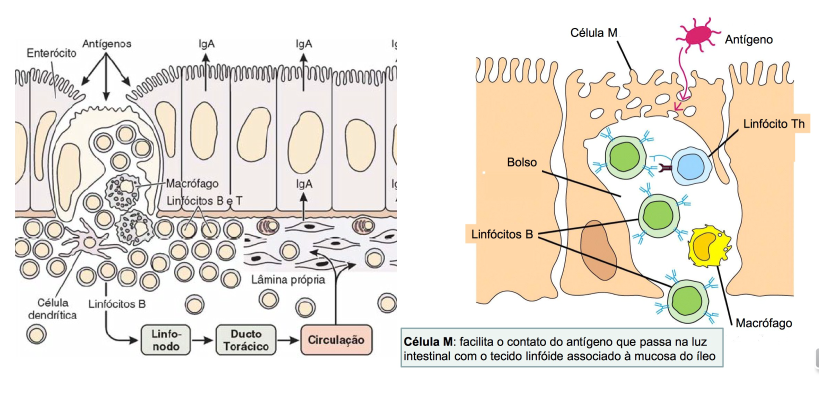 Enterócito
Antígenos
IgA
IgA
Ig
Macrófago
Linfócitos B e T
IgA
Ig
Lâmina própria
Célula
dendrítica
Linfócitos B
Linfo-
nodo
Ducto
Torácico
Circulação
Célula M
Antígeno
Linfócito Th
Bolso
Linfócitos B
Macrófago
Célula M: facilita o contato do antígeno que passa na luz
intestinal com o tecido linfóide associado à mucosa do íleo